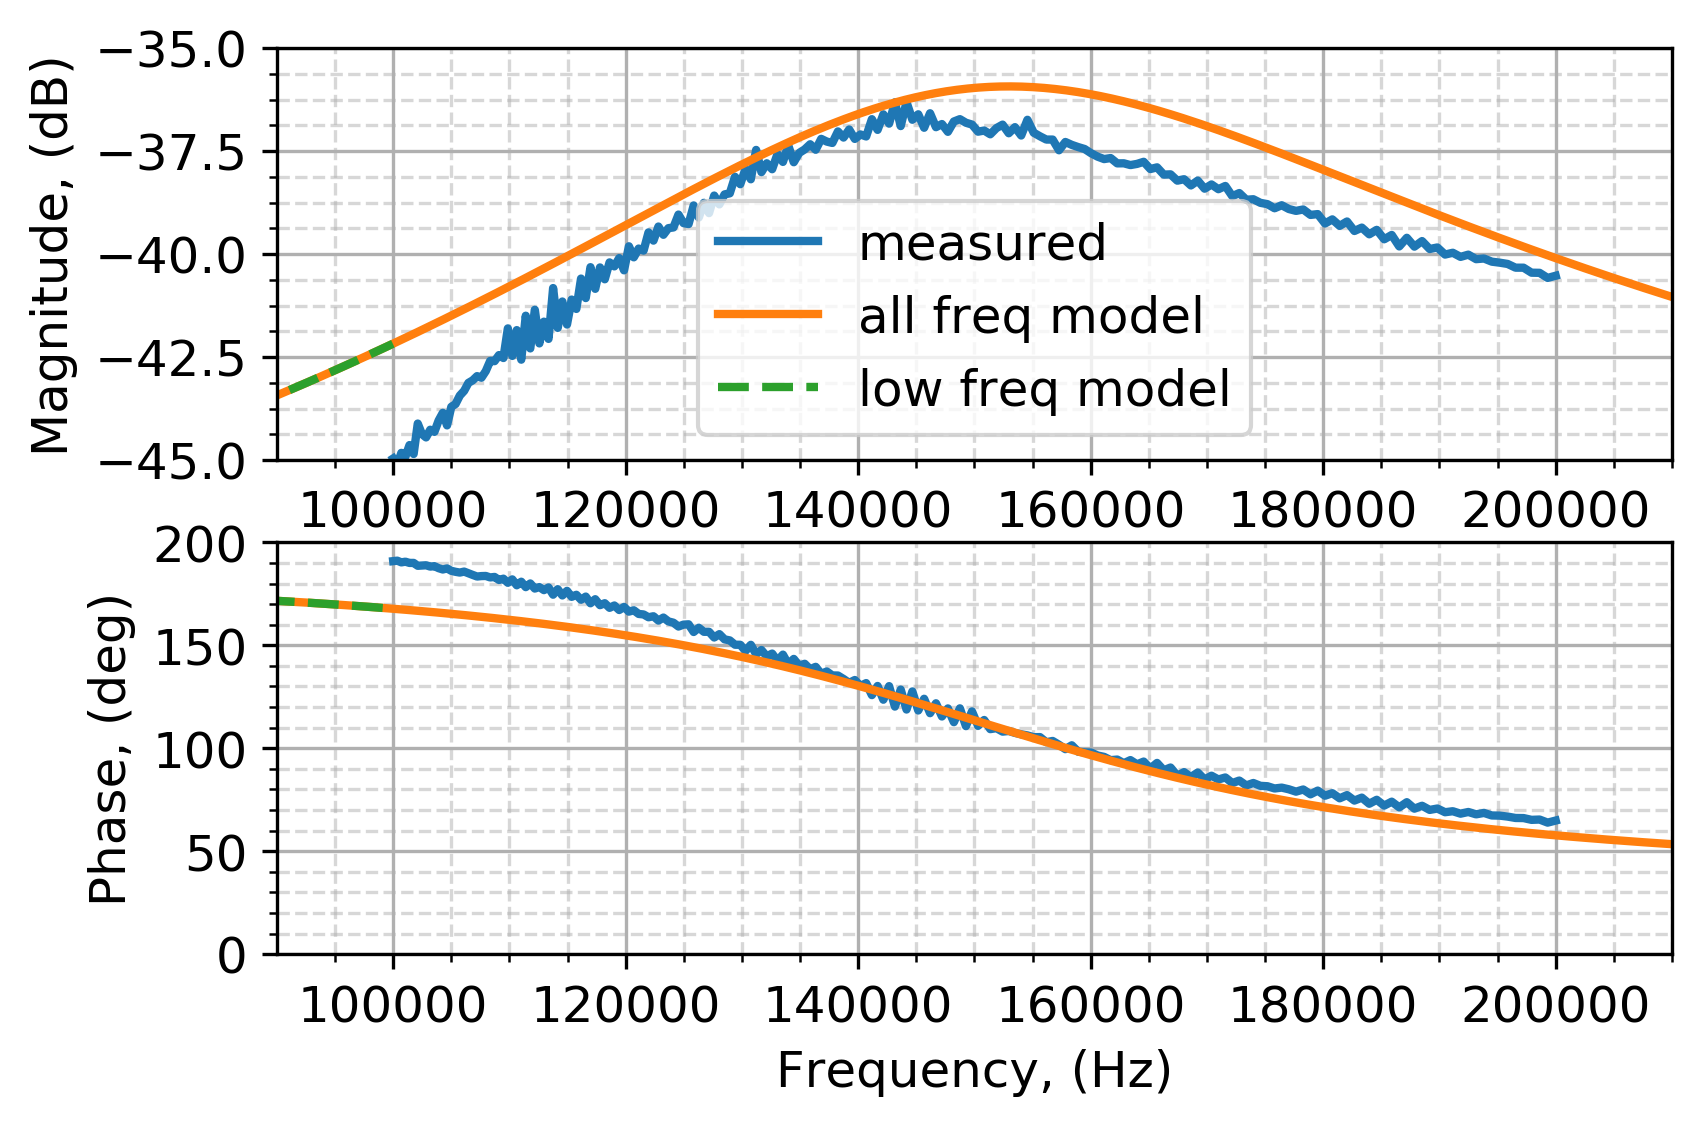 Magnitude, (dB)
−35.0
−37.5
−40.0
−42.5
−45.0
measured
all freq model
low freq model
100000 120000 140000 160000 180000 200000
Phase, (deg)
200
150
100
50
0
100000 120000 140000 160000 180000 200000
Frequency, (Hz)